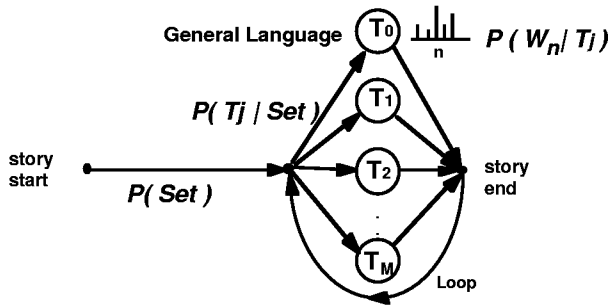 General Language
T0
n
P( Wn/ Tj )
P( Tj / Set )
T1
story
start
P( Set )
T2
story
end
TM
Loop